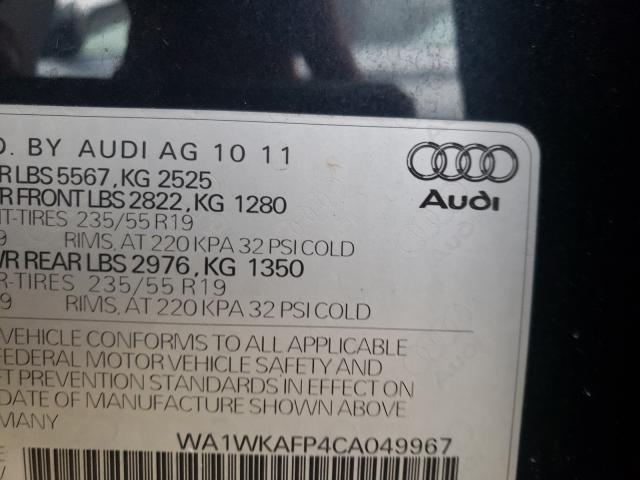 D. BY AUDI AG 10 11
R LBS 5567, KG 2525
R FRONT LBS 2822, KG 1280
T-TIRES 235/55 R19
9 RIMS, AT 220 KPA 32 PSI COLD
WR REAR LBS 2976, KG 1350
R-TIRES 235/55 R19
9 RIMS, AT 220 KPA 32 PSI COLD
Audi
VEHICLE CONFORMS TO ALL APPLICABLE
FEDERAL MOTOR VEHICLE SAFETY AND
T PREVENTION STANDARDS IN EFFECT ON
DATE OF MANUFACTURE SHOWN ABOVE
MANY
WA1WKAFP4CA049967